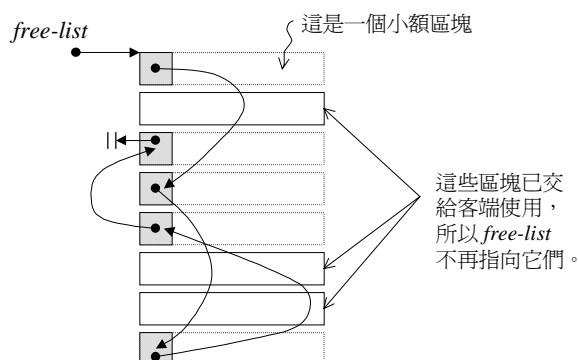 free-list
這是一個小額區塊
這些區塊已交
給客端使用，
所以 free-list
不再指向它們。